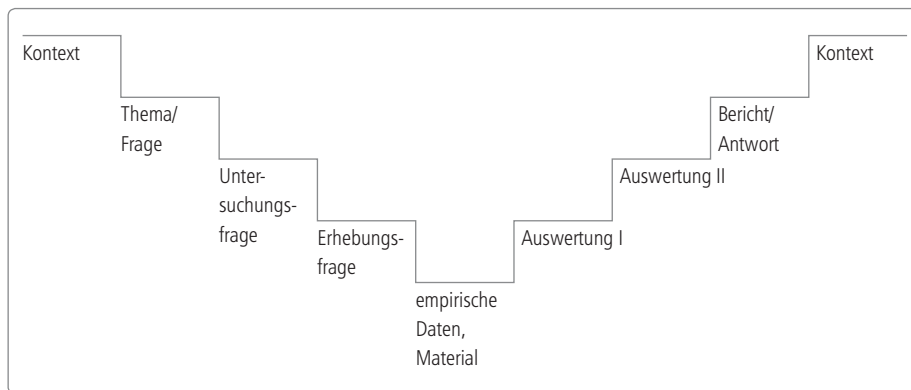 Kontext
Thema/
Frage
Unter-
suchungs-
frage
Erhebungs-
frage
empirische
Daten,
Material
Auswertung I
Auswertung II
Bericht/
Antwort
Kontext